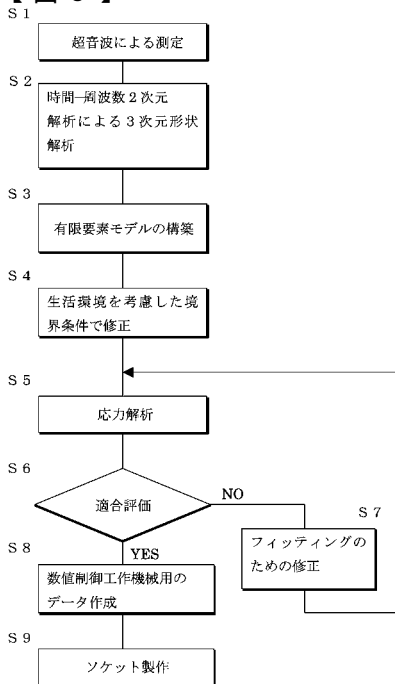 S1
超音波による測定
S2
時間―周波数2次元
解析による3次元形状
解析
S3
有限要素モデルの構築
S4
生活環境を考慮した境
界条件で修正
S5
応力解析
S6
適合評価
NO
S7
フィッティングの
ための修正
YES
S8
数値制御工作機械用の
データ作成
S9
ソケット製作